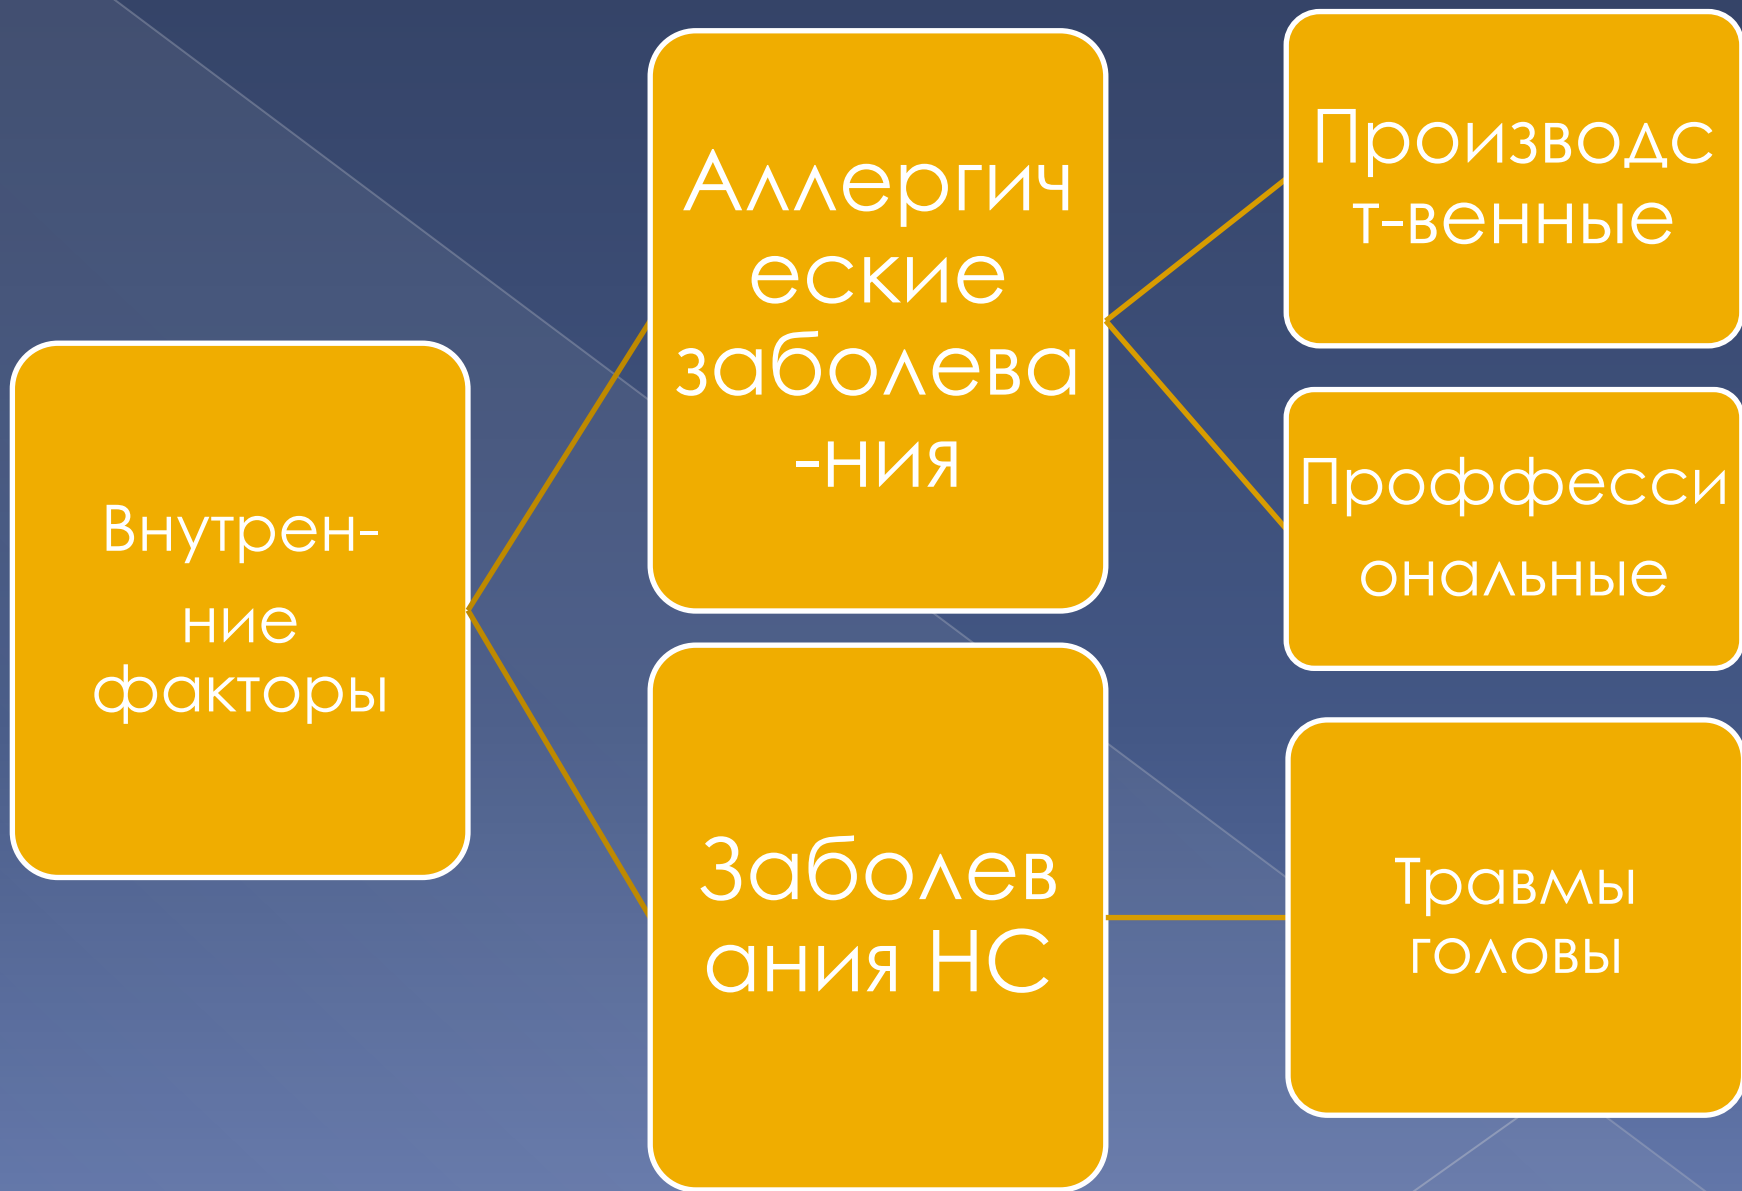 Внутрен-
ние
факторы
Аллергич
еские
заболева
-ния
Заболев
ания НС
Производс
т-венные
Проффесси
ональные
Травмы
головы